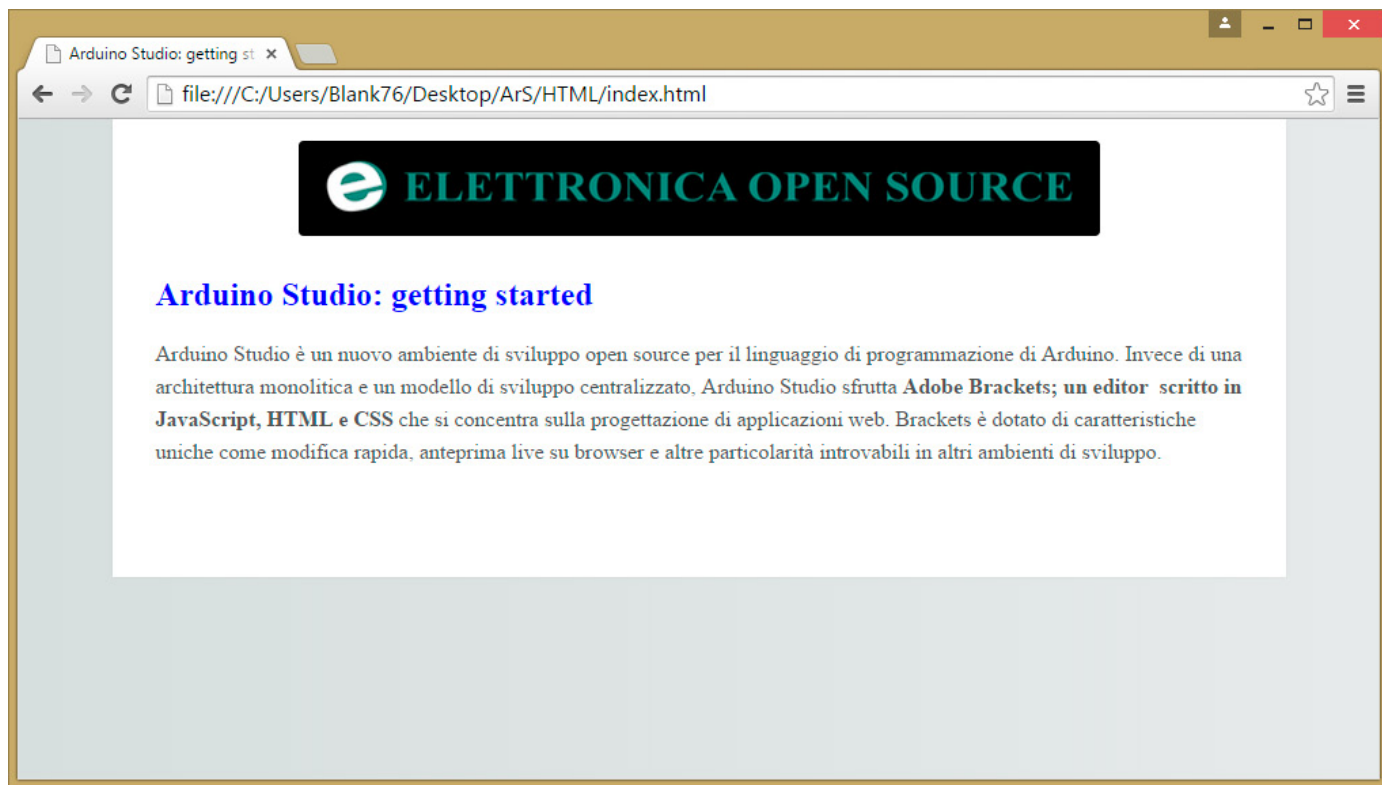 Arduino Studio: getting st
file:///C:/Users/Blank76/Desktop/ArS/HTML/index.html
e ELETTRONICA OPEN SOURCE
Arduino Studio: getting started
Arduino Studio è un nuovo ambiente di sviluppo open source per il linguaggio di programmazione di Arduino. Invece di una
architettura monolitica e un modello di sviluppo centralizzato, Arduino Studio sfrutta Adobe Brackets; un editor  scritto in
JavaScript, HTML e CSS che si concentra sulla progettazione di applicazioni web. Brackets è dotato di caratteristiche
uniche come modifica rapida, anteprima live su browser e altre particolarità introvabili in altri ambienti di sviluppo.